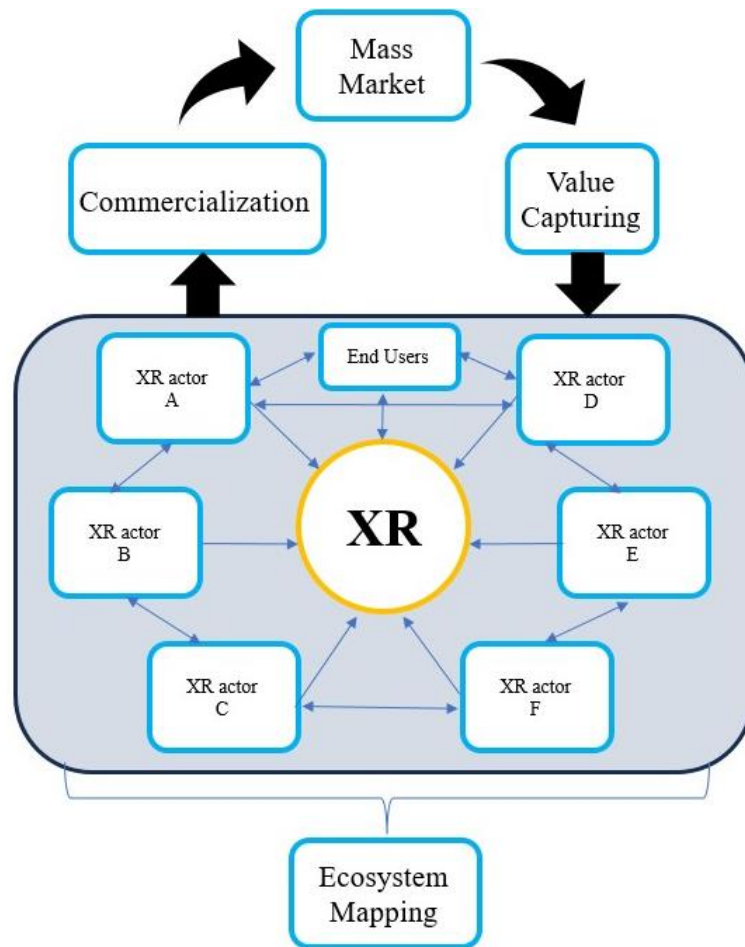 Mass
Market
Commercialization
Value
Capturing
XR actor
A
End Users
XR actor
D
XR actor
B
XR
XR actor
E
XR actor
C
XR actor
F
Ecosystem
Mapping